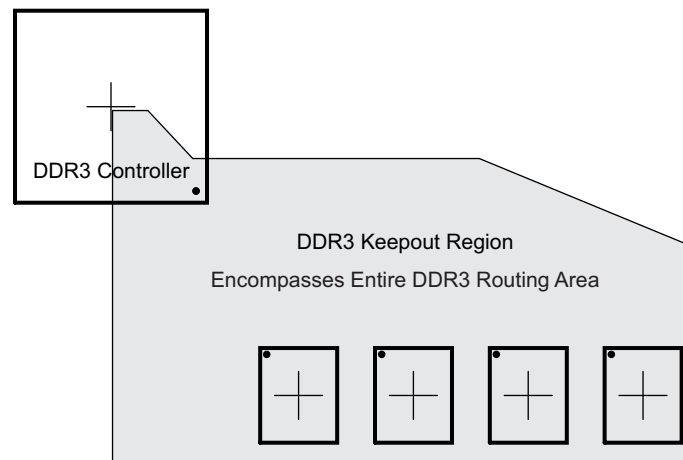 DDR3 Controller
DDR3 Keepout Region
Encompasses Entire DDR3 Routing Area